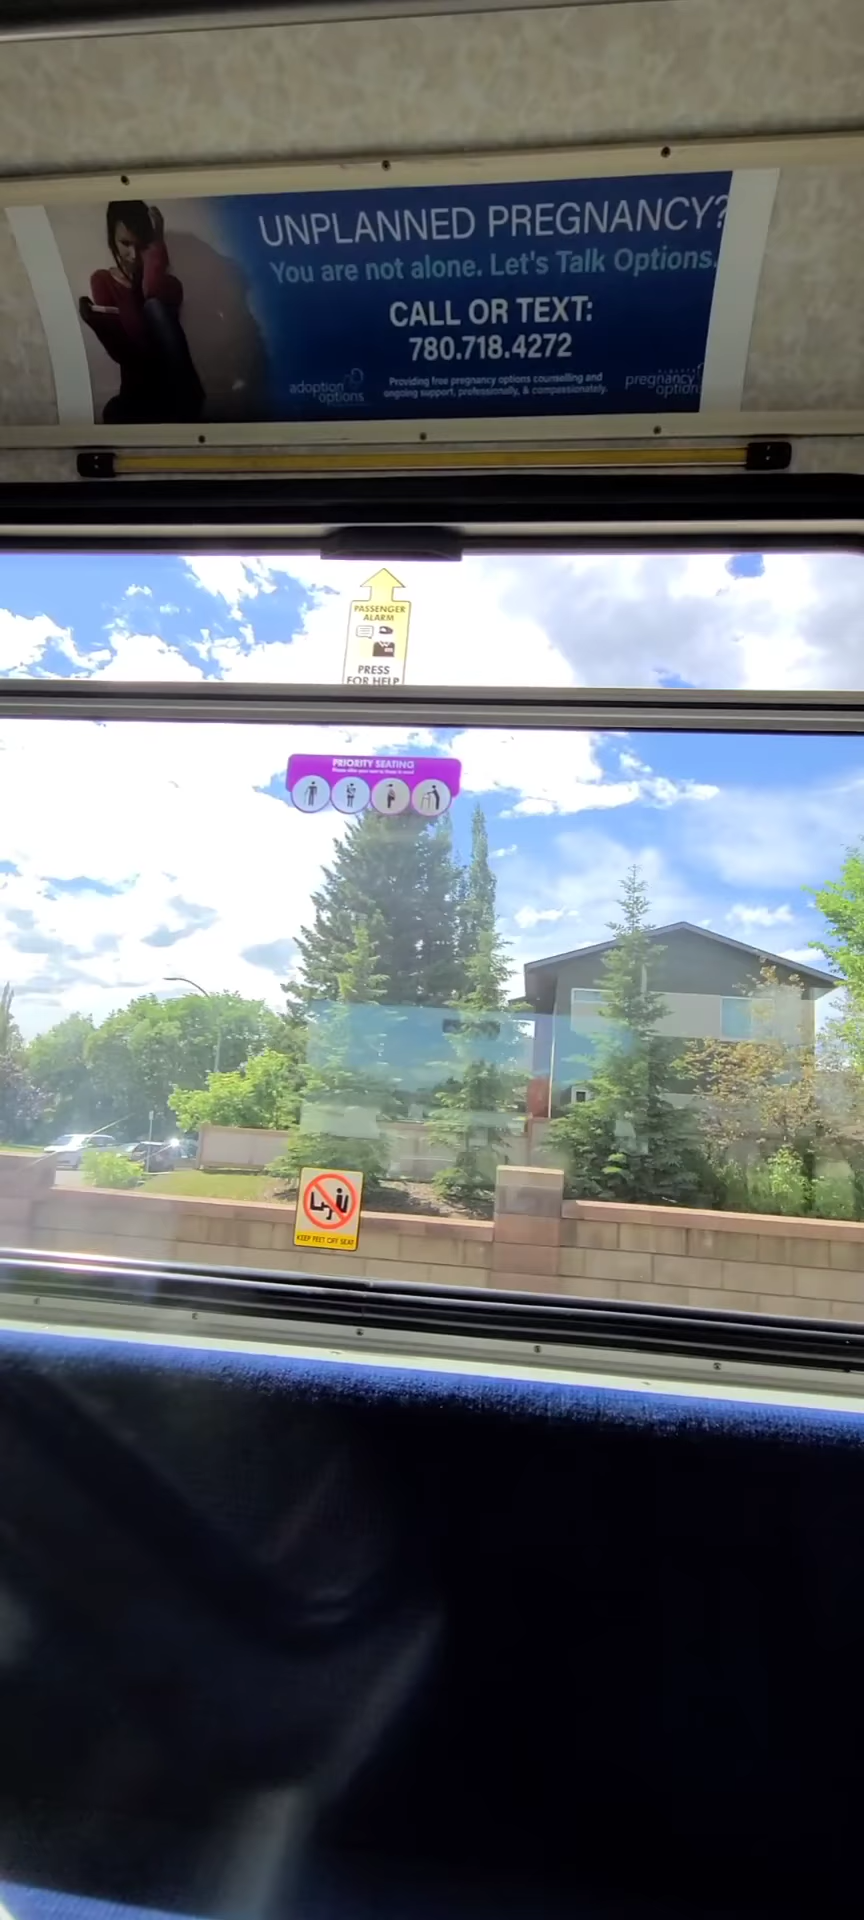 UNPLANNED PREGNANCY?
You are not alone. Let's Talk Options.
CALL OR TEXT:
780.718.4272
adoption
options
Providing free pregnancy options counselling and
ongoing support, professionally, & compassionately.
pregnancy
options
PASSENGER
ALARM
PRESS
FOR HELP
PRIORITY SEATING
KEEP FEET OFF SEAT